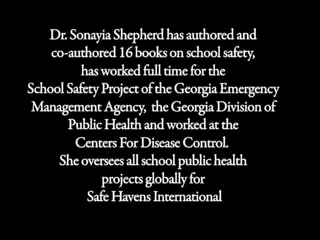 Dr. Sonayia Shepherd has authored and
co-authored 16 books on school safety,
has worked full time for the
School Safety Project of the Georgia Emergency
Management Agency, the Georgia Division of
Public Health and worked at the
Centers For Disease Control.
She oversees all school public health
projects globally for
Safe Havens International